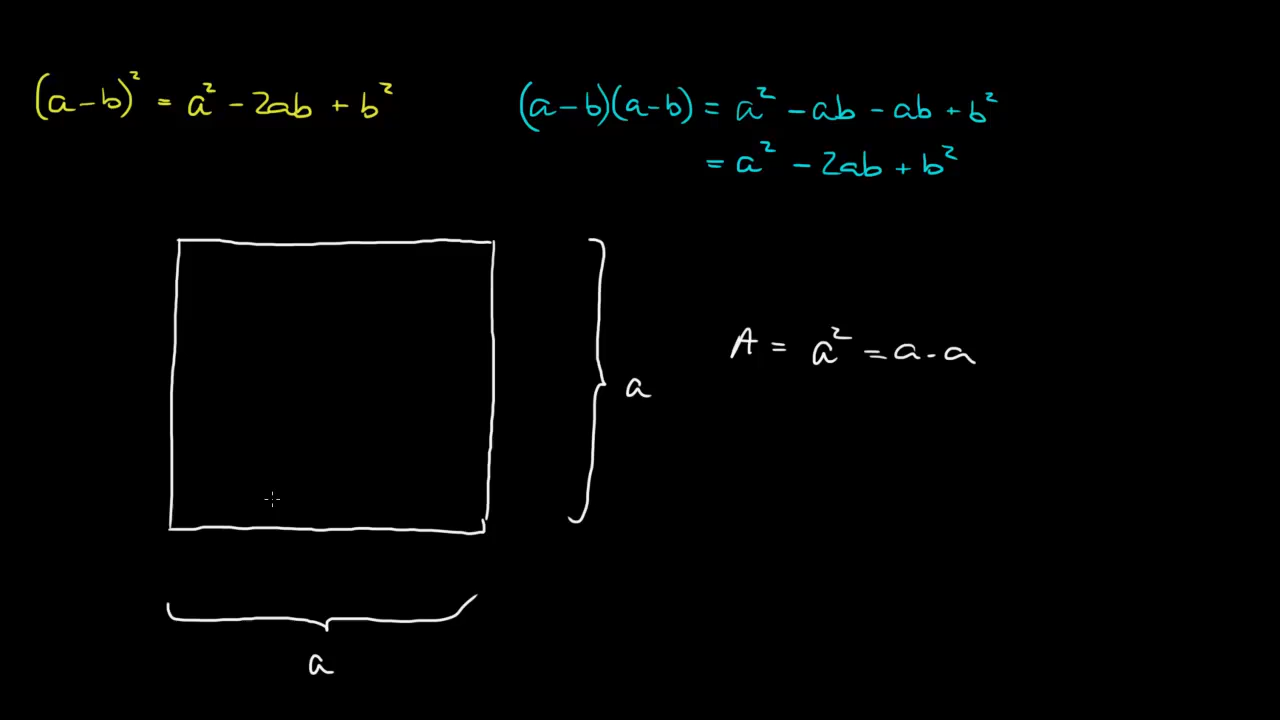 (a-b)² = a² - 2ab + b²
(a-b)(a-b) = a² - ab - ab + b²
= a² - 2ab + b²
A = a² = a·a
a
a